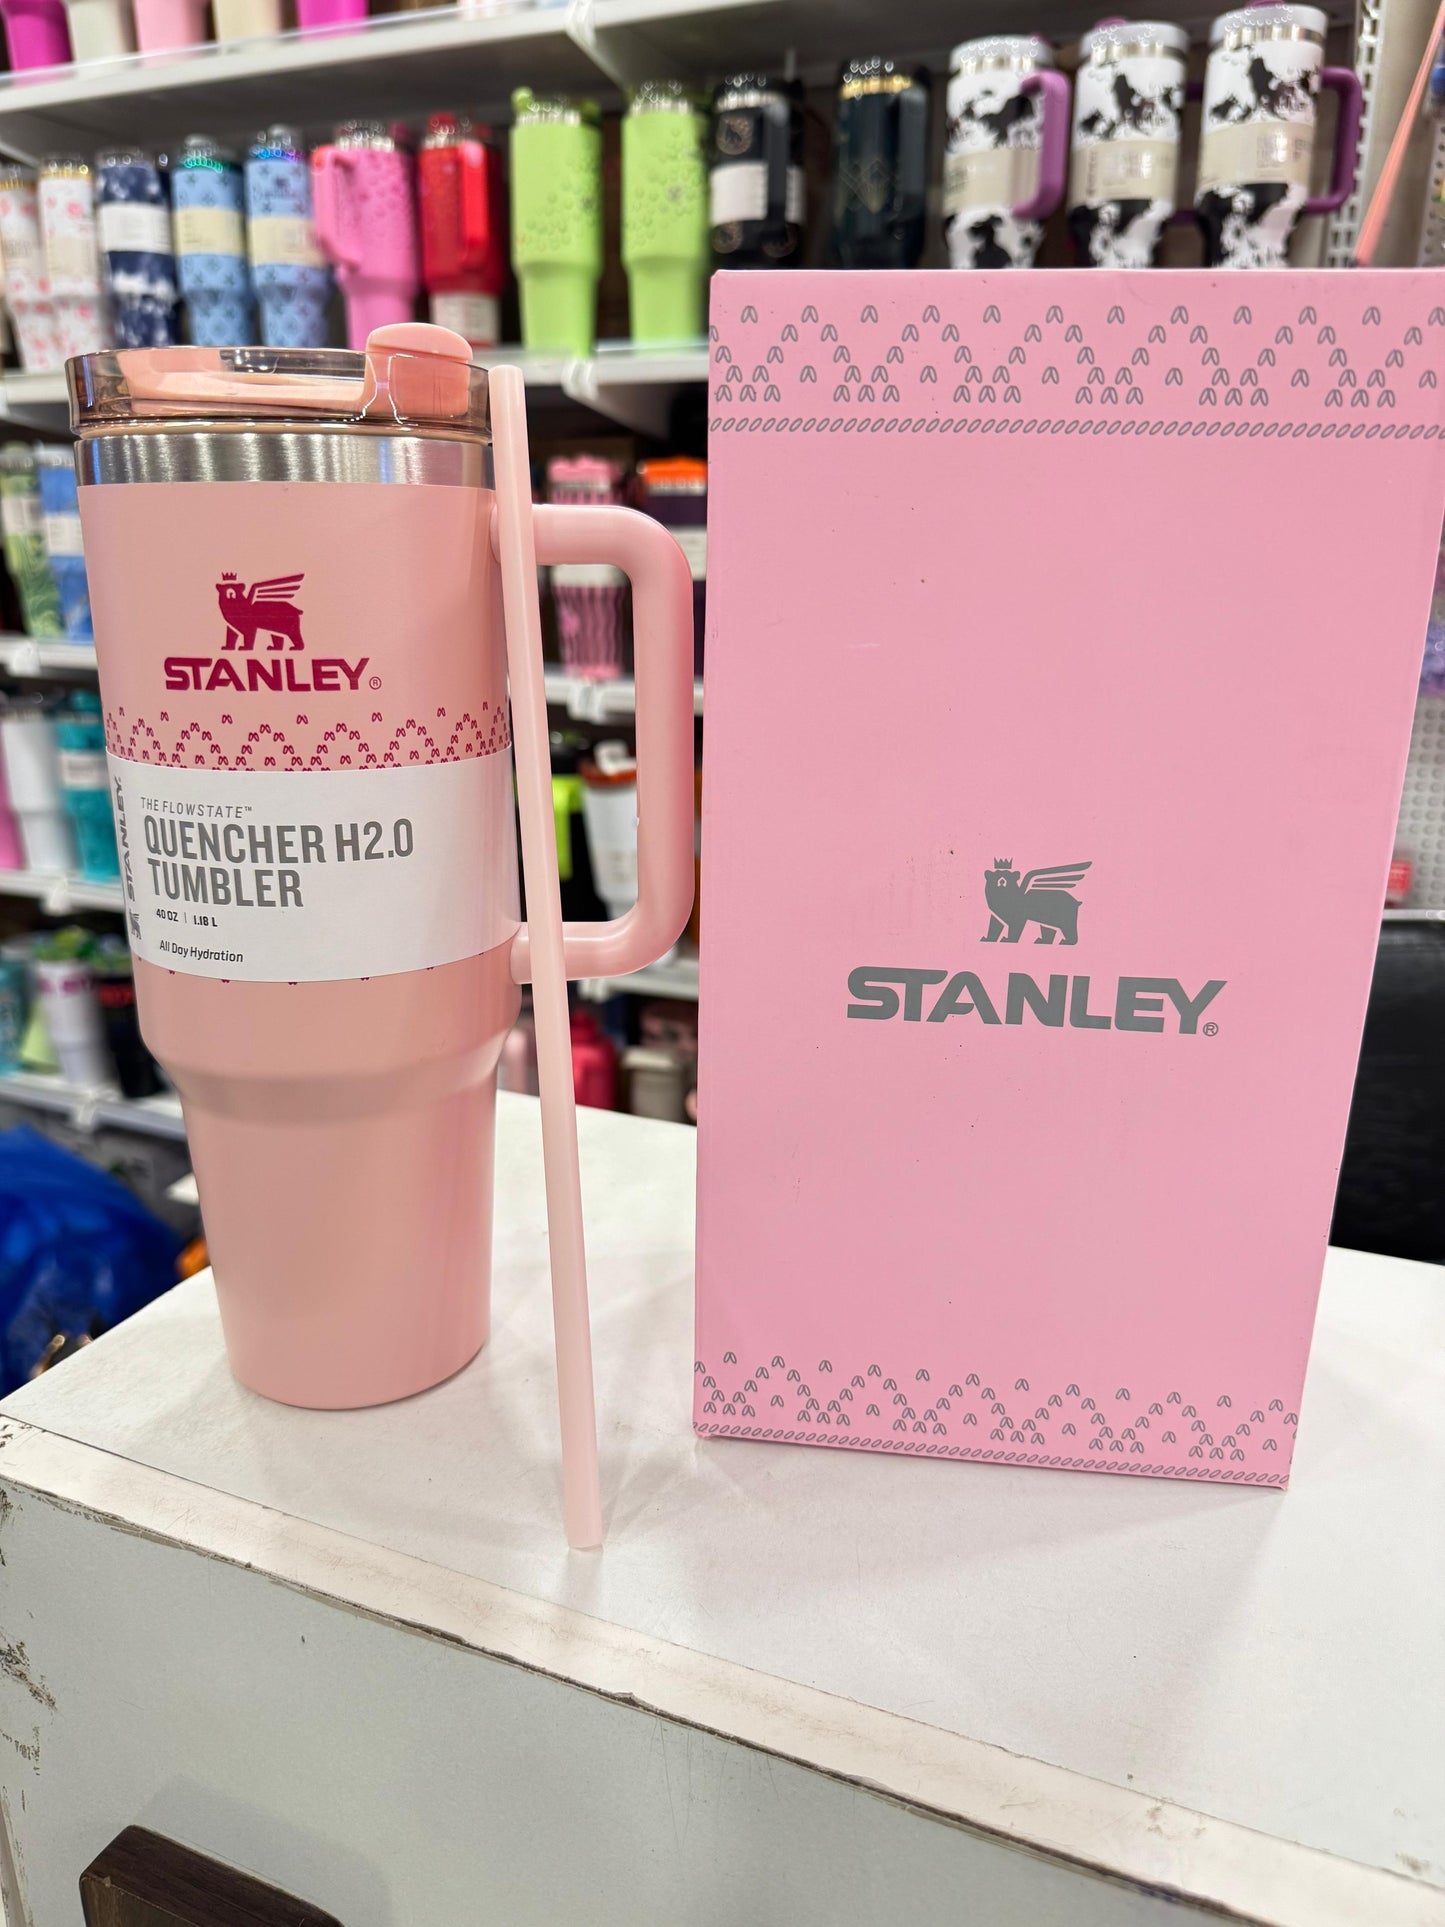 STANLEY®
STANLEY®
THE FLOWSTATE™
QUENCHER H2.0
TUMBLER
40 OZ | 1.18 L
All Day Hydration
STANLEY®